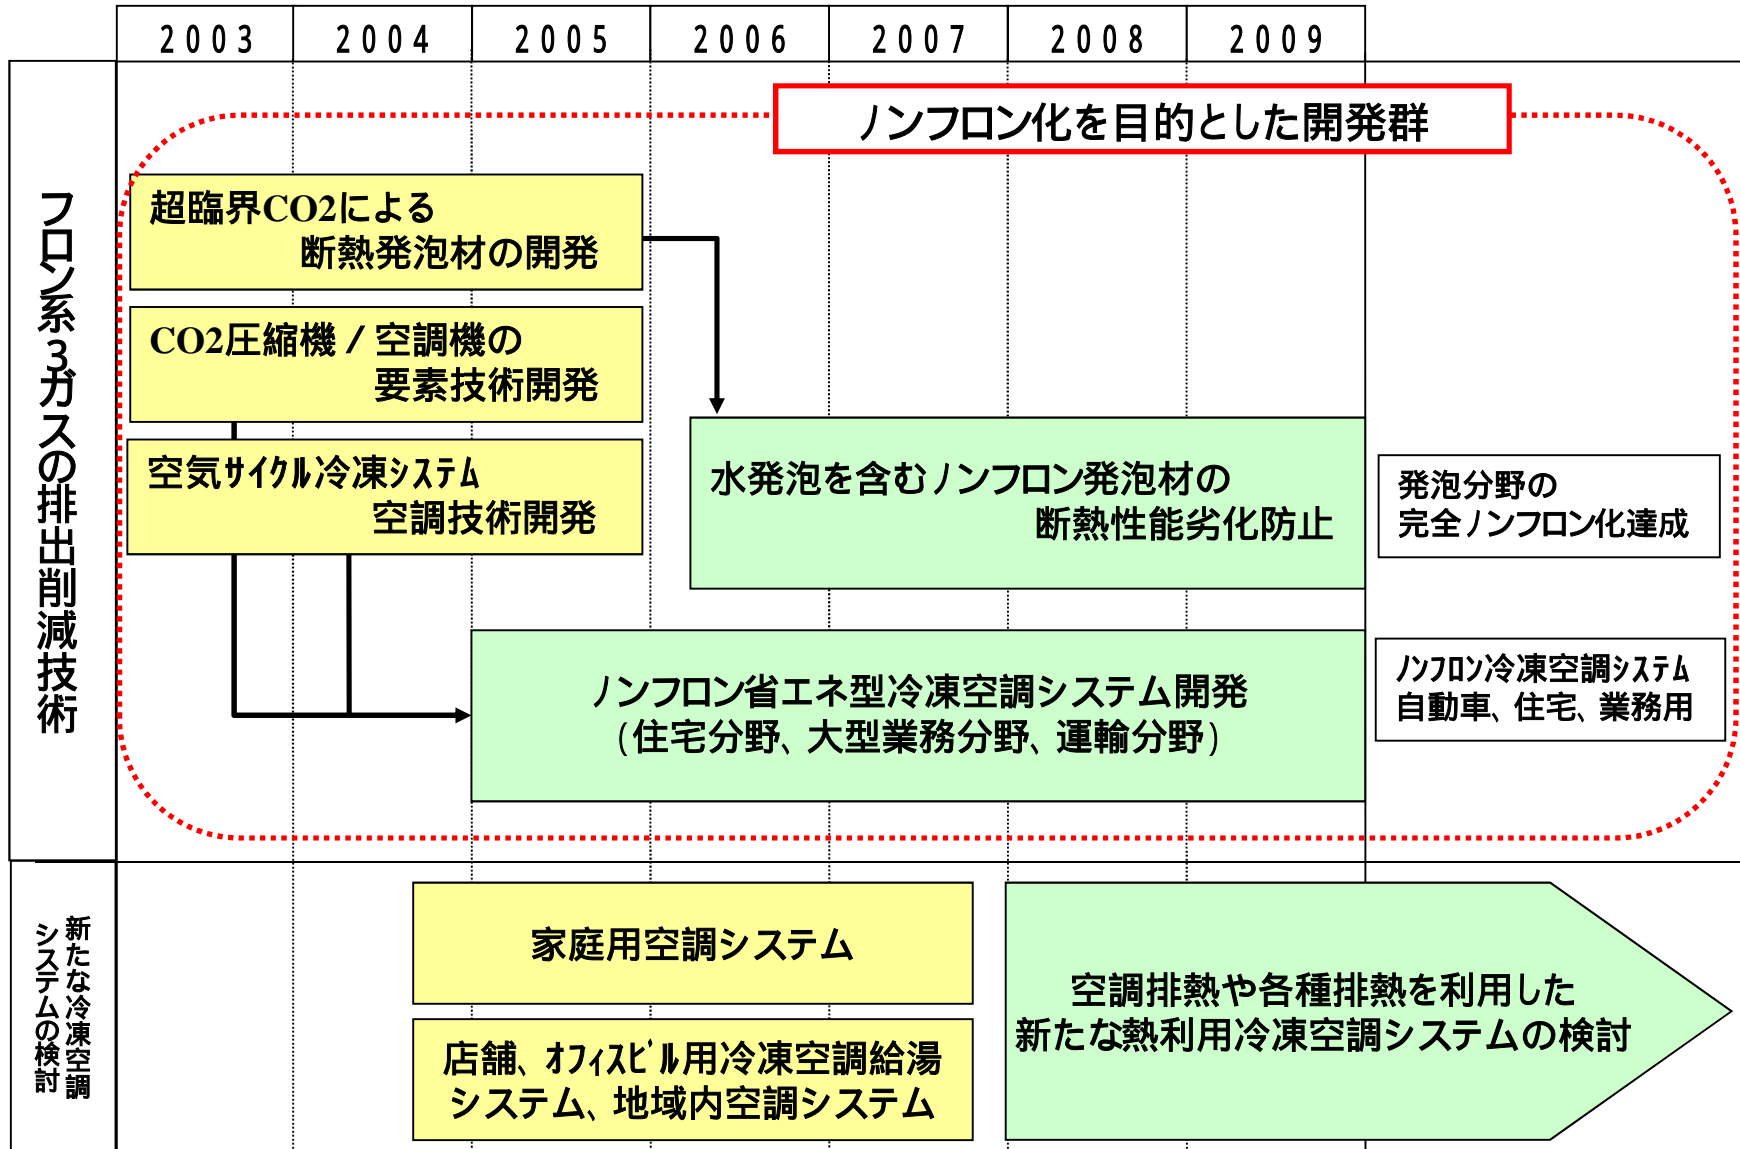 2003 2004 2005 2006 2007 2008 2009
フロン系3ガスの排出削減技術
ノンフロン化を目的とした開発群
超臨界CO2による
断熱発泡材の開発
CO2圧縮機/空調機の
要素技術開発
空気サイクル冷凍システム
空調技術開発
水発泡を含むノンフロン発泡材の
断熱性能劣化防止
発泡分野の
完全ノンフロン化達成
ノンフロン省エネ型冷凍空調システム開発
(住宅分野、大型業務分野、運輸分野)
ノンフロン冷凍空調システム
自動車、住宅、業務用
新たな冷凍空調
システムの検討
家庭用空調システム
店舗、オフィスビル用冷凍空調給湯
システム、地域内空調システム
空調排熱や各種排熱を利用した
新たな熱利用冷凍空調システムの検討